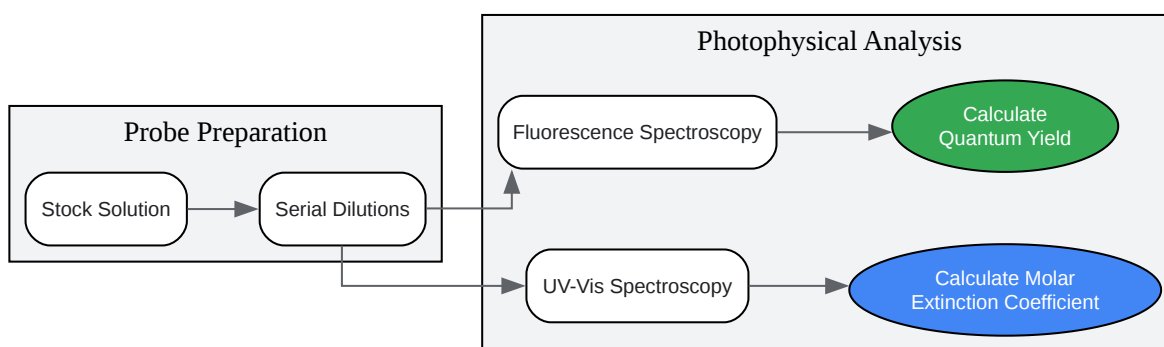 Probe Preparation
Stock Solution
Serial Dilutions
Photophysical Analysis
Fluorescence Spectroscopy
Calculate
Quantum Yield
UV-Vis Spectroscopy
Calculate Molar
Extinction Coefficient